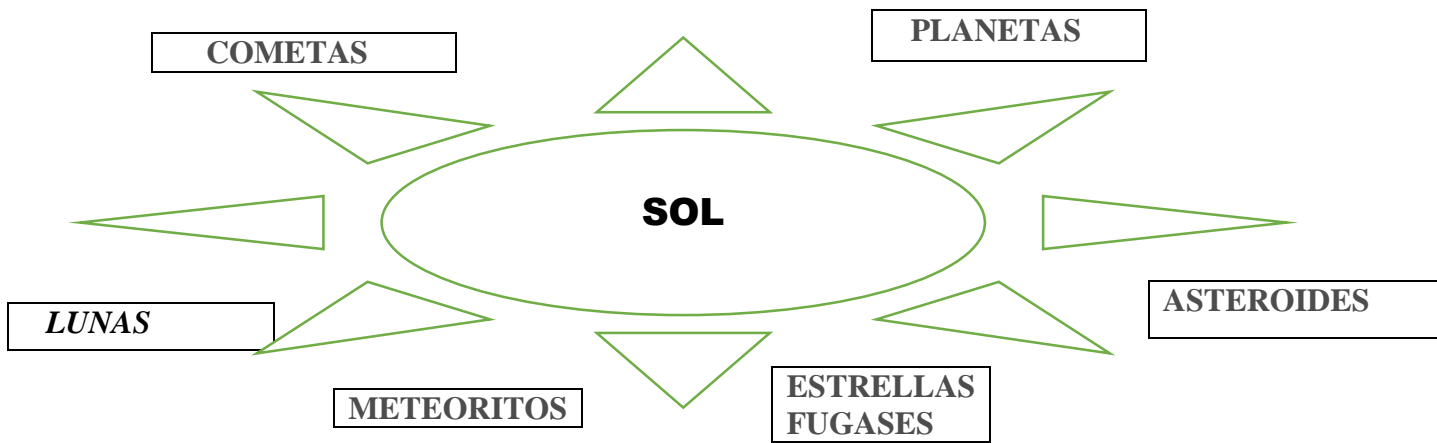 COMETAS
PLANETAS
SOL
LUNAS
ASTEROIDES
METEORITOS
ESTRELLAS
FUGASES